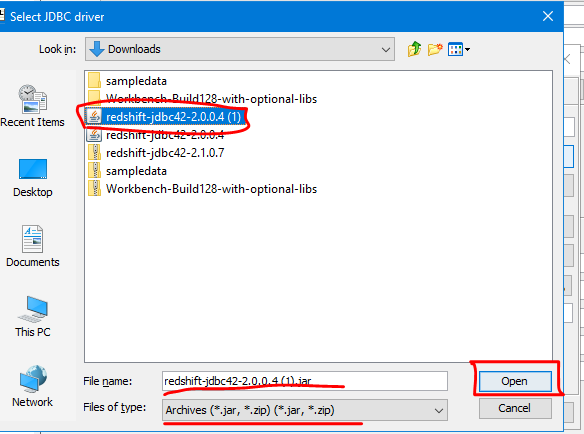 Select JDBC driver
Look in:
Downloads
sampledata
Workbench-Build128-with-optional-libs
redshift-jdbc42-2.0.0.4 (1)
redshift-jdbc42-2.0.0.4
redshift-jdbc42-2.1.0.7
sampledata
Workbench-Build128-with-optional-libs
Recent Items
Desktop
Documents
This PC
Network
File name:
redshift-jdbc42-2.0.0.4 (1).jar
Open
Files of type:
Archives (*.jar, *.zip) (*.jar, *.zip)
Cancel